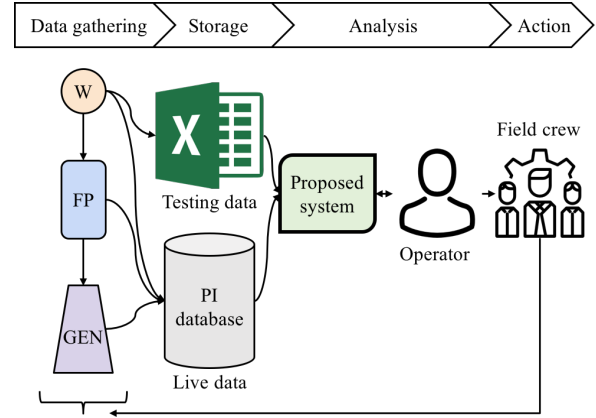 Data gathering
Storage
Analysis
Action
W
FP
GEN
X
Testing data
PI
database
Live data
Proposed
system
Operator
Field crew